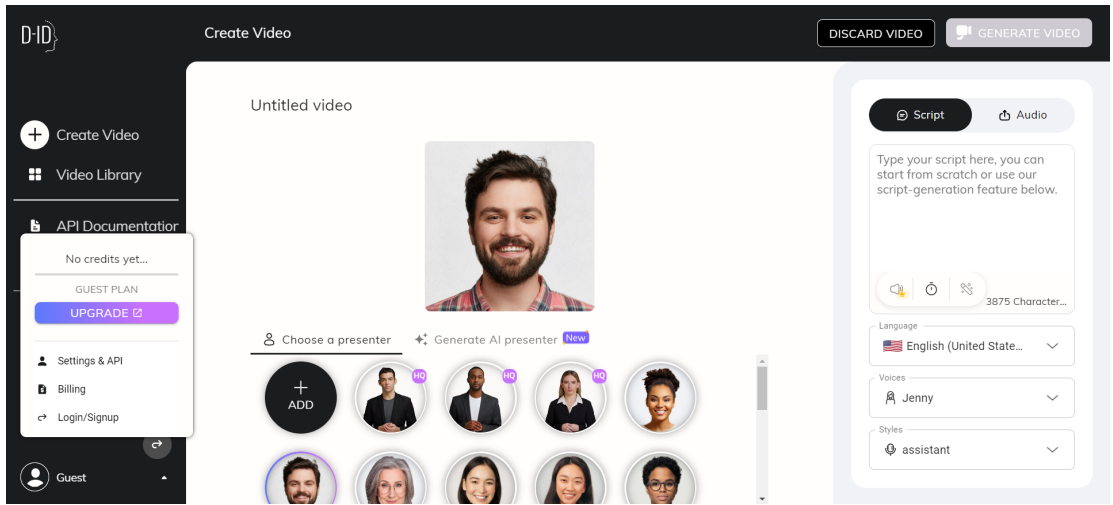 D-ID
Create Video
DISCARD VIDEO
GENERATE VIDEO
Create Video
Video Library
API Documentation
No credits yet...
GUEST PLAN
UPGRADE
Settings & API
Billing
Login/Signup
Guest
Untitled video
Choose a presenter
Generate AI presenter New
ADD
HQ
HQ
HQ
Script
Audio
Type your script here, you can
start from scratch or use our
script-generation feature below.
3875 Character...
Language
English (United State...
Voices
Jenny
Styles
assistant